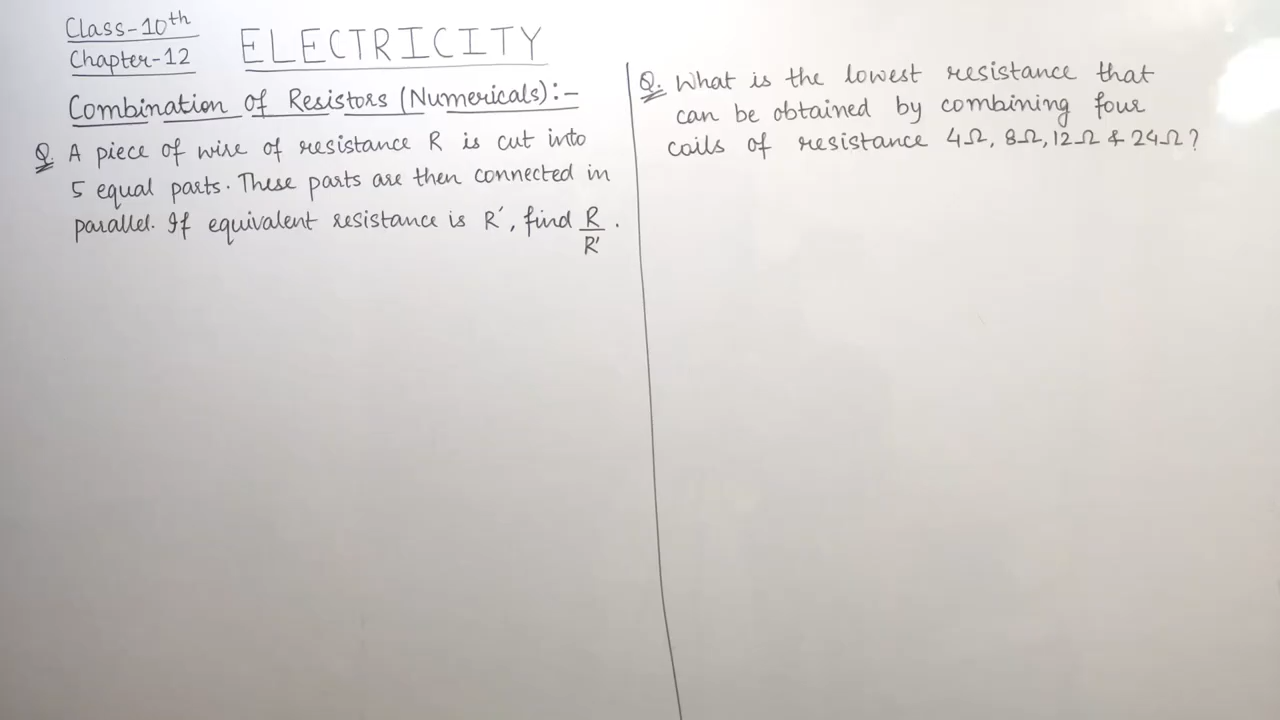 Class-10th
Chapter-12
ELECTRICITY
Combination of Resistors (Numericals):-
Q. A piece of wire of resistance R is cut into
5 equal parts. These parts are then connected in
parallel. If equivalent resistance is R', find R/R'.
Q. What is the lowest resistance that
can be obtained by combining four
coils of resistance 4Ω, 8Ω, 12Ω & 24Ω?